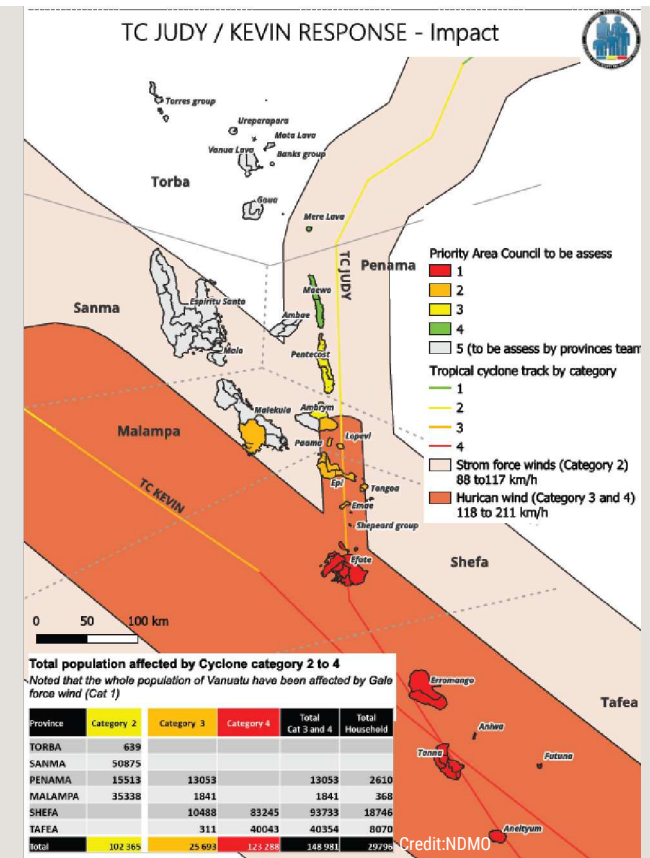 TC JUDY / KEVIN RESPONSE - Impact
Torres group
Ureparapara
Mota Lava
Vanua Lava
Banks group
Torba
Gaua
Mere Lava
TC JUDY
Penama
Priority Area Council to be assess
1
2
3
4
5 (to be assess by provinces team
Tropical cyclone track by category
1
2
3
4
Strom force winds (Category 2)
88 to117 km/h
Hurican wind (Category 3 and 4)
118 to 211 km/h
Maewo
Sanma
Espiritu Santo
Ambae
Malo
Pentecost
Malekula
Ambrym
Malampa
Paama
Lopevi
Epi
Tongoa
TC KEVIN
Emae
Shepeard group
Efate
Shefa
0 50 100 km
Total population affected by Cyclone category 2 to 4
Noted that the whole population of Vanuatu have been affected by Gale
force wind (Cat 1)
Province Category 2 Category 3 Category 4 Total Cat 3 and 4 Total Household
TORBA 639
SANMA 50875
PENAMA 15513 13053 13053 2610
MALAMPA 35338 1841 1841 368
SHEFA 10488 83245 93733 18746
TAFEA 311 40043 40354 8070
Total 102 365 25 693 123 288 148 981 29796
Erromango
Tafea
Aniwa
Tanna
Futuna
Aneityum
Credit:NDMO